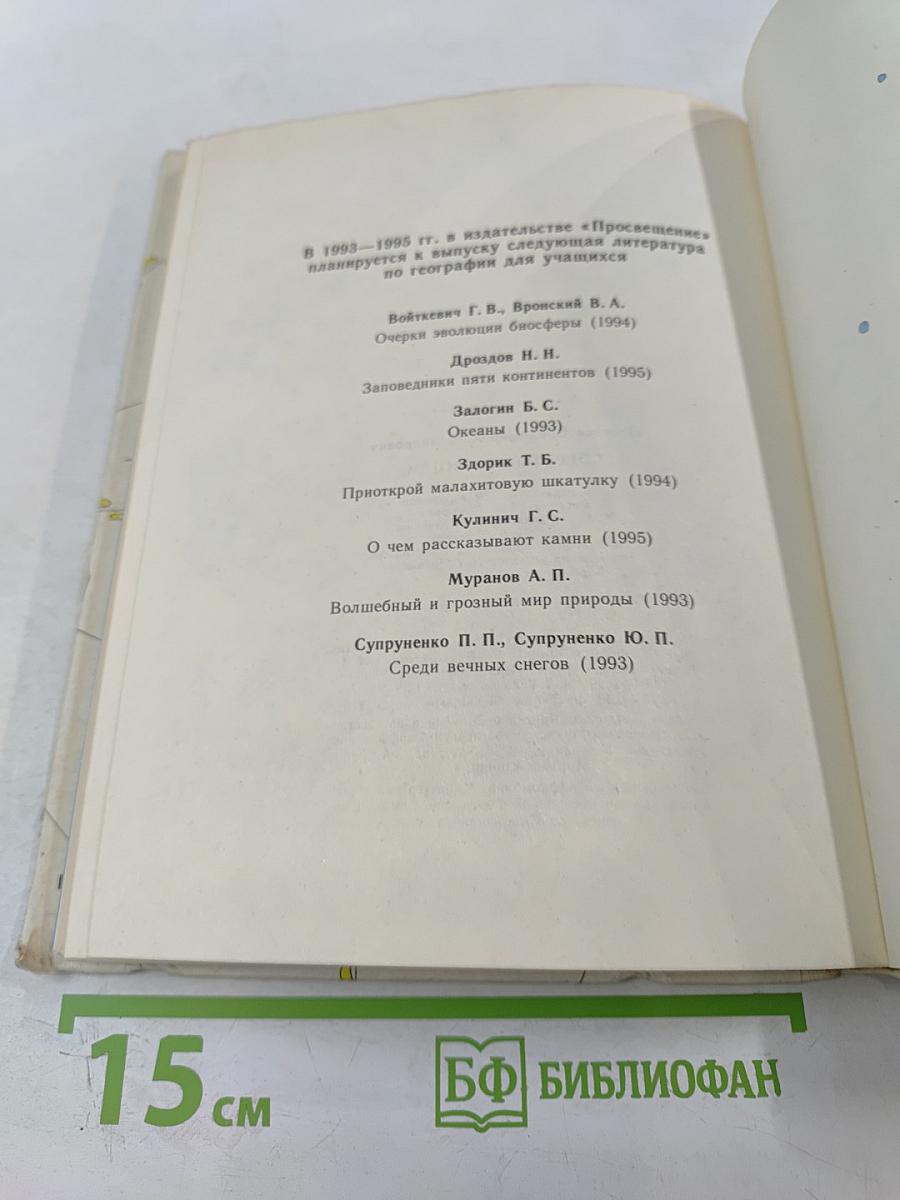 В 1993—1995 гг. в издательстве «Просвещение»
планируется к выпуску следующая литература
по географии для учащихся
Войткевич Г. В., Вронский В. А.
Очерки эволюции биосферы (1994)
Дроздов Н. Н.
Заповедники пяти континентов (1995)
Залогин Б. С.
Океаны (1993)
Здорик Т. Б.
Приоткрой малахитовую шкатулку (1994)
Кулинич Г. С.
О чем рассказывают камни (1995)
Муранов А. П.
Волшебный и грозный мир природы (1993)
Супруненко П. П., Супруненко Ю. П.
Среди вечных снегов (1993)
15 см
БФ БИБЛИОФАН